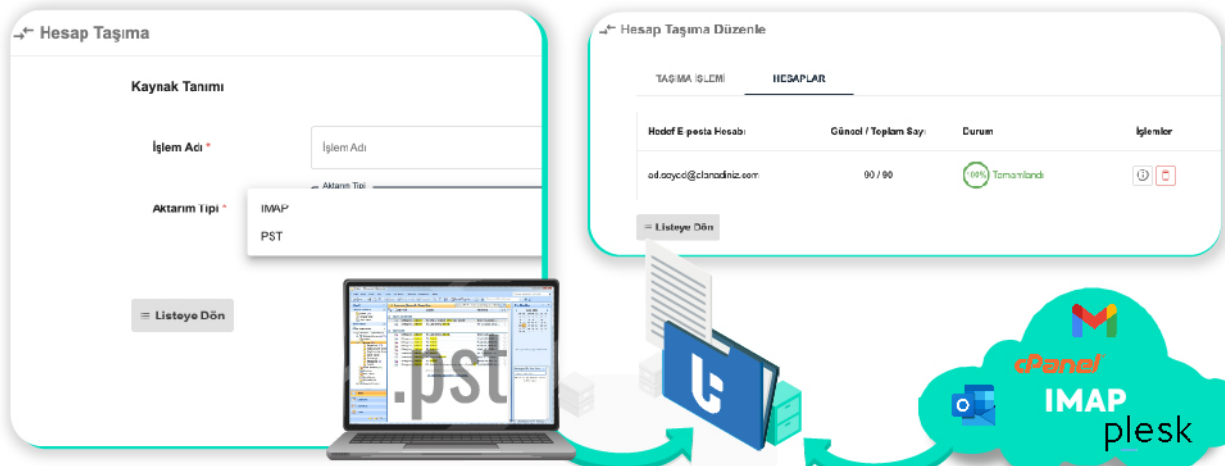 Hesap Taşıma
Kaynak Tanımı
İşlem Adı *
İşlem Adı
Aktarım Tipi
Aktarım Tipi *
IMAP
PST
= Listeye Dön
Hesap Taşıma Düzenle
TAŞIMA İŞLEMİ
HESAPLAR
Hedef E-posta Hesabı
Güncel / Toplam Sayı
Durum
İşlemler
ad.soyad@alanadiniz.com
90 / 90
100%
Tamamlandı
= Listeye Dön
.pst
cPanel
IMAP
plesk